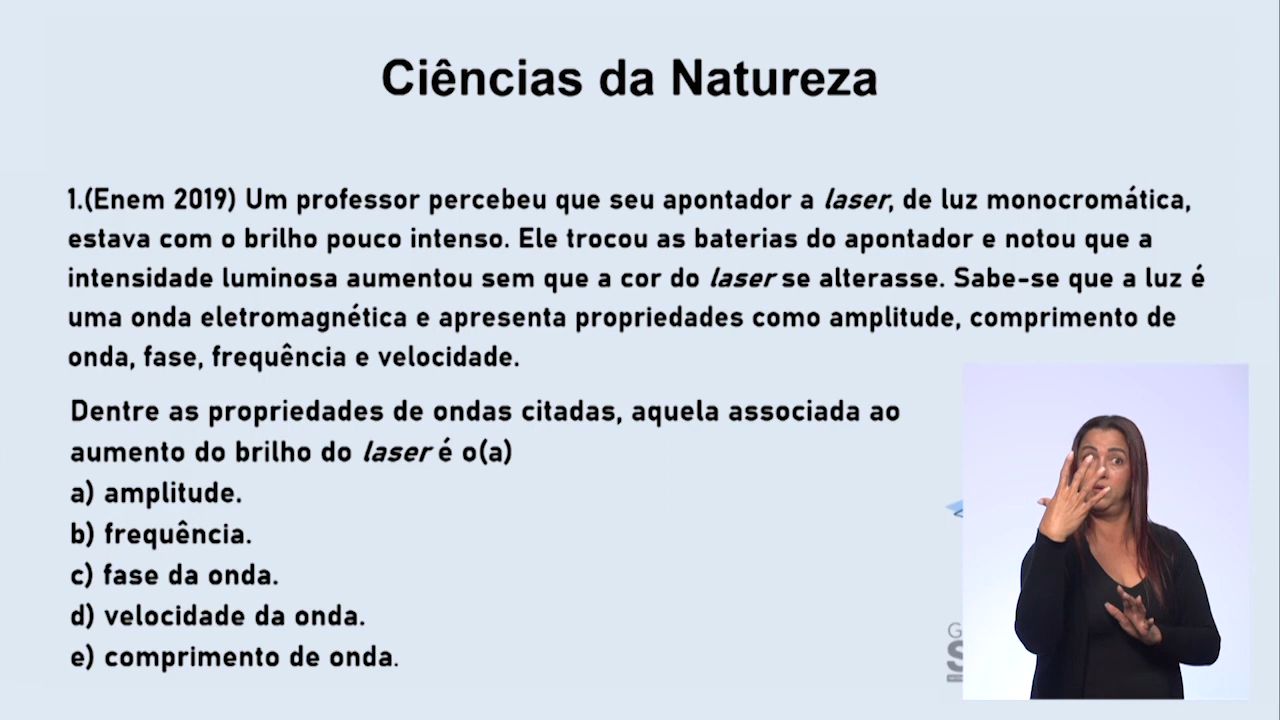 Ciências da Natureza
1.(Enem 2019) Um professor percebeu que seu apontador a laser, de luz monocromática,
estava com o brilho pouco intenso. Ele trocou as baterias do apontador e notou que a
intensidade luminosa aumentou sem que a cor do laser se alterasse. Sabe-se que a luz é
uma onda eletromagnética e apresenta propriedades como amplitude, comprimento de
onda, fase, frequência e velocidade.
Dentre as propriedades de ondas citadas, aquela associada ao
aumento do brilho do laser é o(a)
a) amplitude.
b) frequência.
c) fase da onda.
d) velocidade da onda.
e) comprimento de onda.